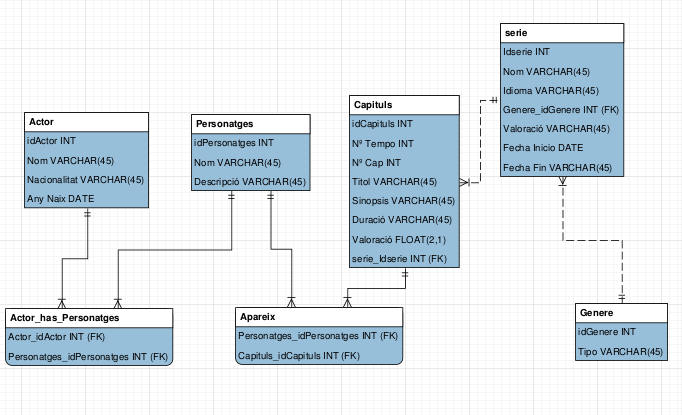 serie
Idserie INT
Nom VARCHAR(45)
Idioma VARCHAR(45)
Genere_idGenere INT (FK)
Valoració VARCHAR(45)
Fecha Inicio DATE
Fecha Fin VARCHAR(45)
Capituls
idCapituls INT
Nº Tempo INT
Nº Cap INT
Titol VARCHAR(45)
Sinopsis VARCHAR(45)
Duració VARCHAR(45)
Valoració FLOAT(2,1)
serie_Idserie INT (FK)
Actor
idActor INT
Nom VARCHAR(45)
Nacionalitat VARCHAR(45)
Any Naix DATE
Personatges
idPersonatges INT
Nom VARCHAR(45)
Descripció VARCHAR(45)
Actor_has_Personatges
Actor_idActor INT (FK)
Personatges_idPersonatges INT (FK)
Apareix
Personatges_idPersonatges INT (FK)
Capituls_idCapituls INT (FK)
Genere
idGenere INT
Tipo VARCHAR(45)